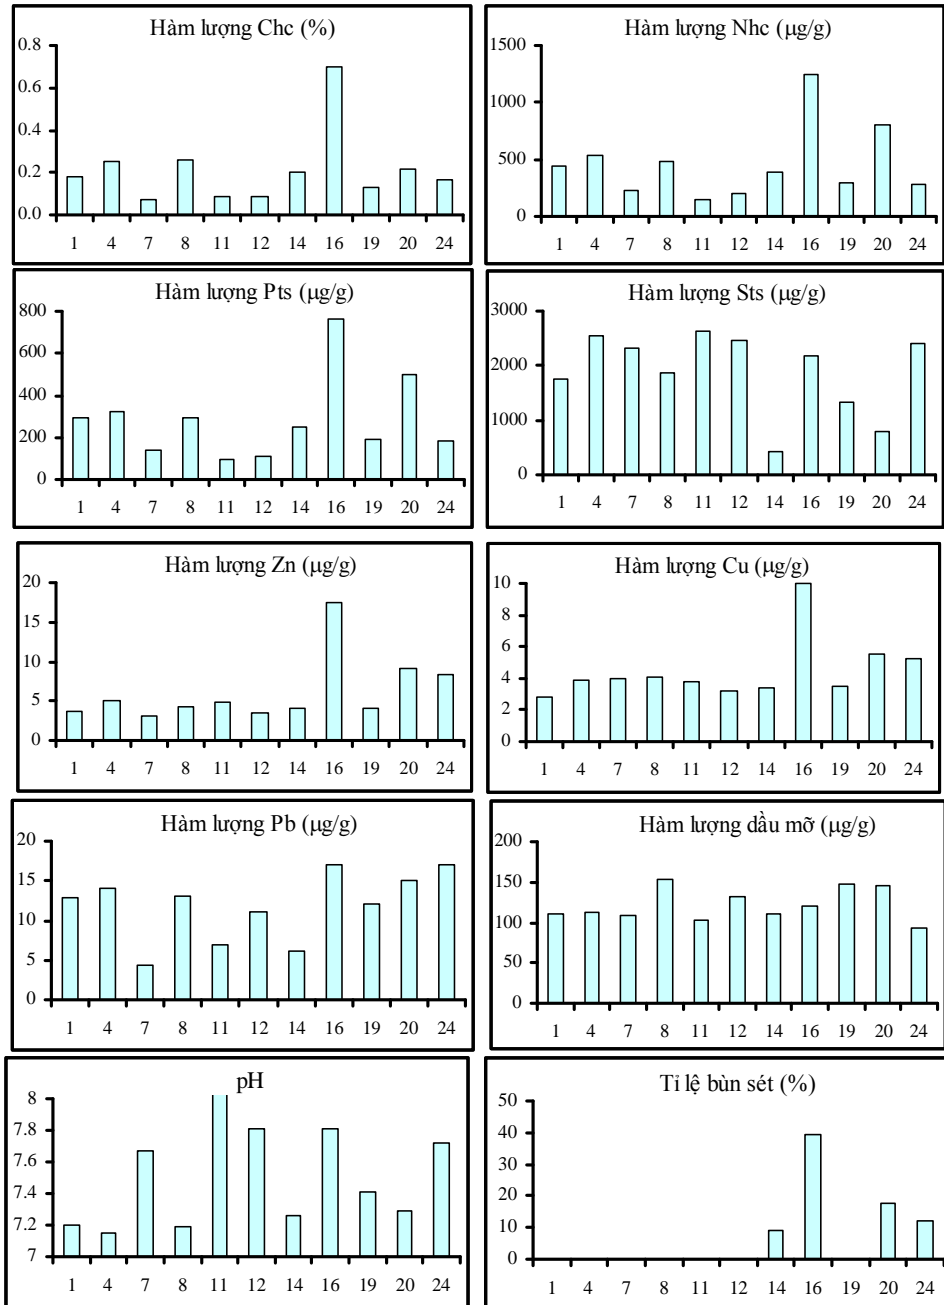 Hàm lượng Chc (%)
0.8
0.6
0.4
0.2
0.0
1 4 7 8 11 12 14 16 19 20 24
Hàm lượng Nhc (µg/g)
1500
1000
500
0
1 4 7 8 11 12 14 16 19 20 24
Hàm lượng Pts (µg/g)
800
600
400
200
0
1 4 7 8 11 12 14 16 19 20 24
Hàm lượng Sts (µg/g)
3000
2000
1000
0
1 4 7 8 11 12 14 16 19 20 24
Hàm lượng Zn (µg/g)
20
15
10
5
0
1 4 7 8 11 12 14 16 19 20 24
Hàm lượng Cu (µg/g)
10
8
6
4
2
0
1 4 7 8 11 12 14 16 19 20 24
Hàm lượng Pb (µg/g)
20
15
10
5
0
1 4 7 8 11 12 14 16 19 20 24
Hàm lượng dầu mỡ (µg/g)
200
150
100
50
0
1 4 7 8 11 12 14 16 19 20 24
pH
8
7.8
7.6
7.4
7.2
7
1 4 7 8 11 12 14 16 19 20 24
Tỉ lệ bùn sét (%)
50
40
30
20
10
0
1 4 7 8 11 12 14 16 19 20 24